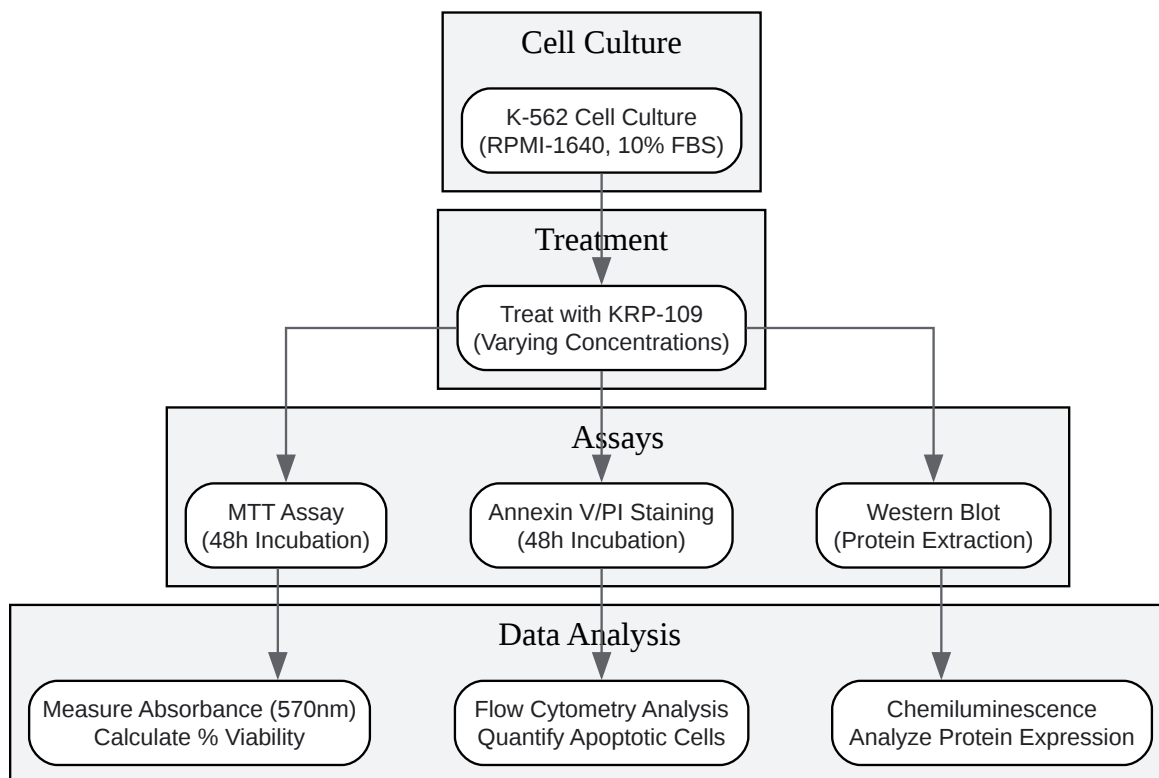 Cell Culture
K-562 Cell Culture
(RPMI-1640, 10% FBS)
Treatment
Treat with KRP-109
(Varying Concentrations)
Assays
MTT Assay
(48h Incubation)
Annexin V/PI Staining
(48h Incubation)
Western Blot
(Protein Extraction)
Data Analysis
Measure Absorbance (570nm)
Calculate % Viability
Flow Cytometry Analysis
Quantify Apoptotic Cells
Chemiluminescence
Analyze Protein Expression